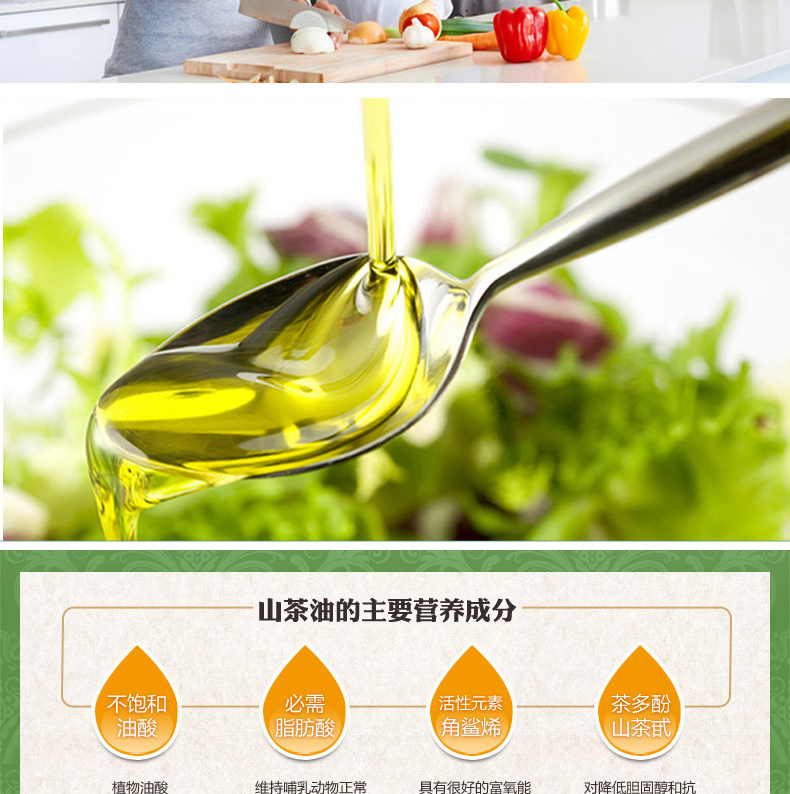 山茶油的主要营养成分
不饱和
油酸
必需
脂肪酸
活性元素
角鲨烯
茶多酚
山茶甙
植物油酸
维持哺乳动物正常
具有很好的富氧能
对降低胆固醇和抗